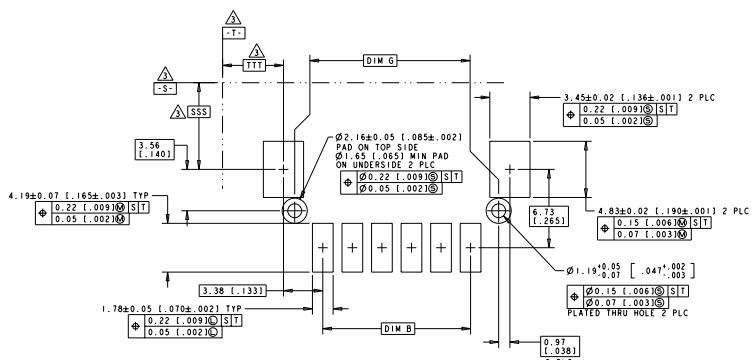 3
-T-
3
TTT
DIM G
3
-S-
3 SSS
3.45±0.02 [.136±.001] 2 PLC
⌖ 0.22 [.009]Ⓢ S T
0.05 [.002]Ⓢ
3.56
[.140]
Ø2.16±0.05 [.085±.002]
PAD ON TOP SIDE
Ø1.65 [.065] MIN PAD
ON UNDERSIDE 2 PLC
⌖ Ø0.22 [.009]Ⓢ S T
Ø0.05 [.002]Ⓢ
4.19±0.07 [.165±.003] TYP
⌖ 0.22 [.009]Ⓜ S T
0.05 [.002]Ⓜ
6.73
[.265]
4.83±0.02 [.190±.001] 2 PLC
⌖ 0.15 [.006]Ⓜ S T
0.07 [.003]Ⓜ
Ø1.19 +0.05 -0.07 [.047 +.002 -.003]
⌖ Ø0.15 [.006]Ⓢ S T
Ø0.07 [.003]Ⓢ
PLATED THRU HOLE 2 PLC
3.38 [.133]
1.78±0.05 [.070±.002] TYP
⌖ 0.22 [.009]Ⓛ S T
0.05 [.002]Ⓛ
DIM B
0.97
[.038]